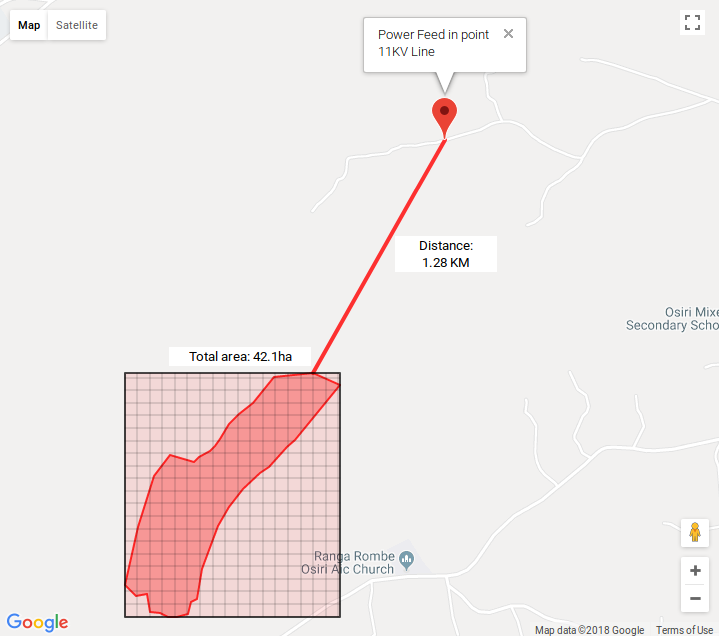 Map Satellite
Power Feed in point
11KV Line
Distance:
1.28 KM
Osiri Mixe
Secondary Scho
Total area: 42.1ha
Ranga Rombe
Osiri Aic Church
Google
Map data ©2018 Google Terms of Use